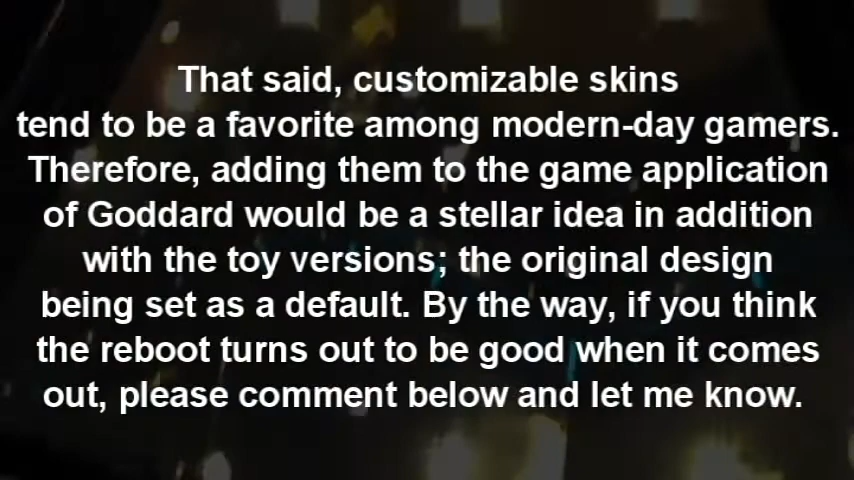 That said, customizable skins
tend to be a favorite among modern-day gamers.
Therefore, adding them to the game application
of Goddard would be a stellar idea in addition
with the toy versions; the original design
being set as a default. By the way, if you think
the reboot turns out to be good when it comes
out, please comment below and let me know.